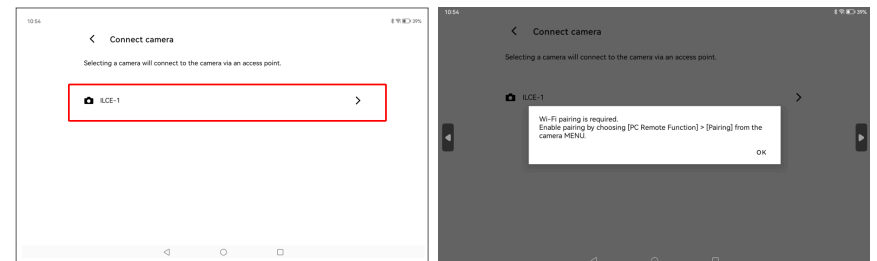 10:54
39%
Connect camera
Selecting a camera will connect to the camera via an access point.
ILCE-1
10:54
39%
Connect camera
Selecting a camera will connect to the camera via an access point.
ILCE-1
Wi-Fi pairing is required.
Enable pairing by choosing [PC Remote Function] > [Pairing] from the
camera MENU.
OK